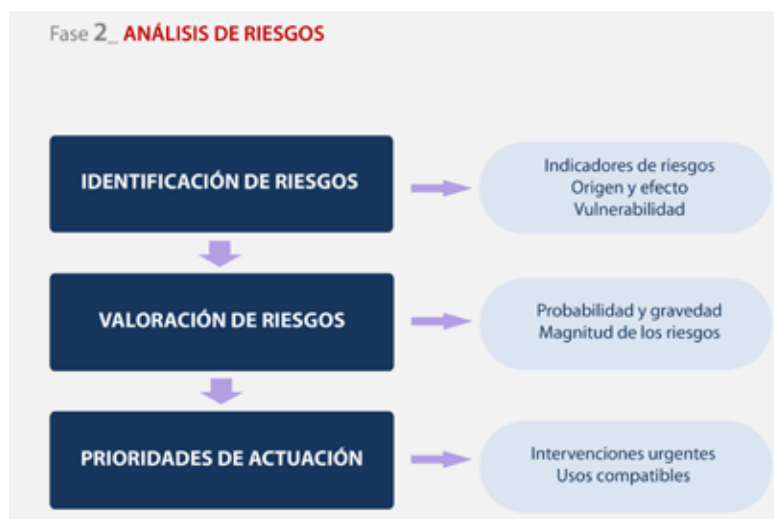 Fase 2_ ANÁLISIS DE RIESGOS
IDENTIFICACIÓN DE RIESGOS
Indicadores de riesgos
Origen y efecto
Vulnerabilidad
VALORACIÓN DE RIESGOS
Probabilidad y gravedad
Magnitud de los riesgos
PRIORIDADES DE ACTUACIÓN
Intervenciones urgentes
Usos compatibles